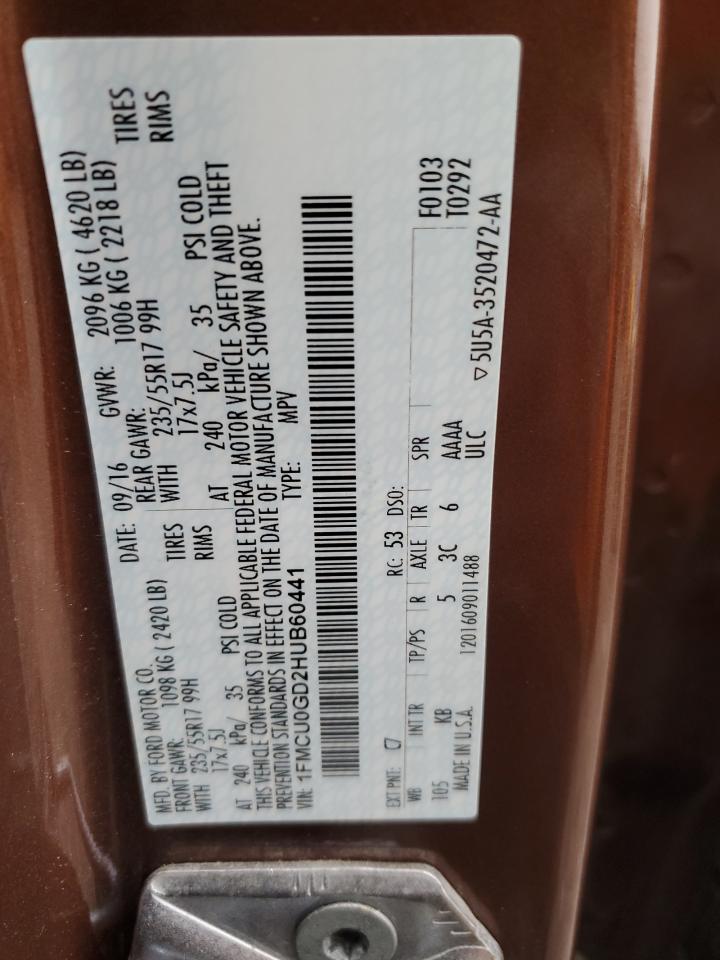 MFD. BY FORD MOTOR CO. DATE: 09/16 GVWR: 2096 KG ( 4620 LB)
FRONT GAWR: 1098 KG ( 2420 LB) REAR GAWR: 1006 KG ( 2218 LB)
WITH 235/55R17 99H TIRES WITH 235/55R17 99H TIRES
17x7.5J RIMS 17x7.5J RIMS
AT 240 kPa/ 35 PSI COLD AT 240 kPa/ 35 PSI COLD
THIS VEHICLE CONFORMS TO ALL APPLICABLE FEDERAL MOTOR VEHICLE SAFETY AND THEFT
PREVENTION STANDARDS IN EFFECT ON THE DATE OF MANUFACTURE SHOWN ABOVE.
VIN: 1FMCU0GD2HUB60441 TYPE: MPV
EXT PNT: RC: 53 DSO: F0103
WB INT TR TP/PS R AXLE TR SPR T0292
105 KB 5 3C 6 AAAA
MADE IN U.S.A. 1201609011488 ULC ▽5U5A-3520472-AA